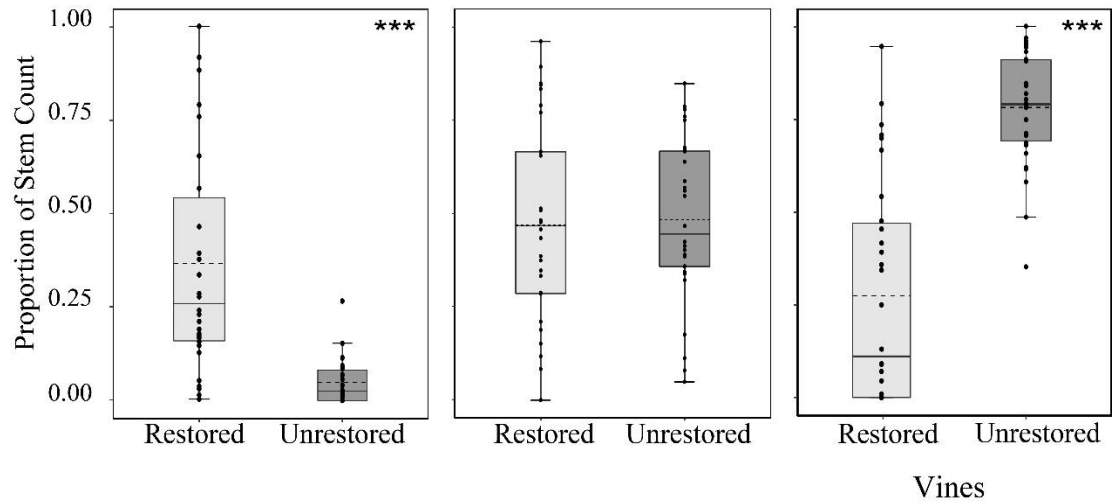 Proportion of Stem Count
1.00
0.75
0.50
0.25
0.00
***
***
Restored Unrestored
Restored Unrestored
Restored Unrestored
Vines